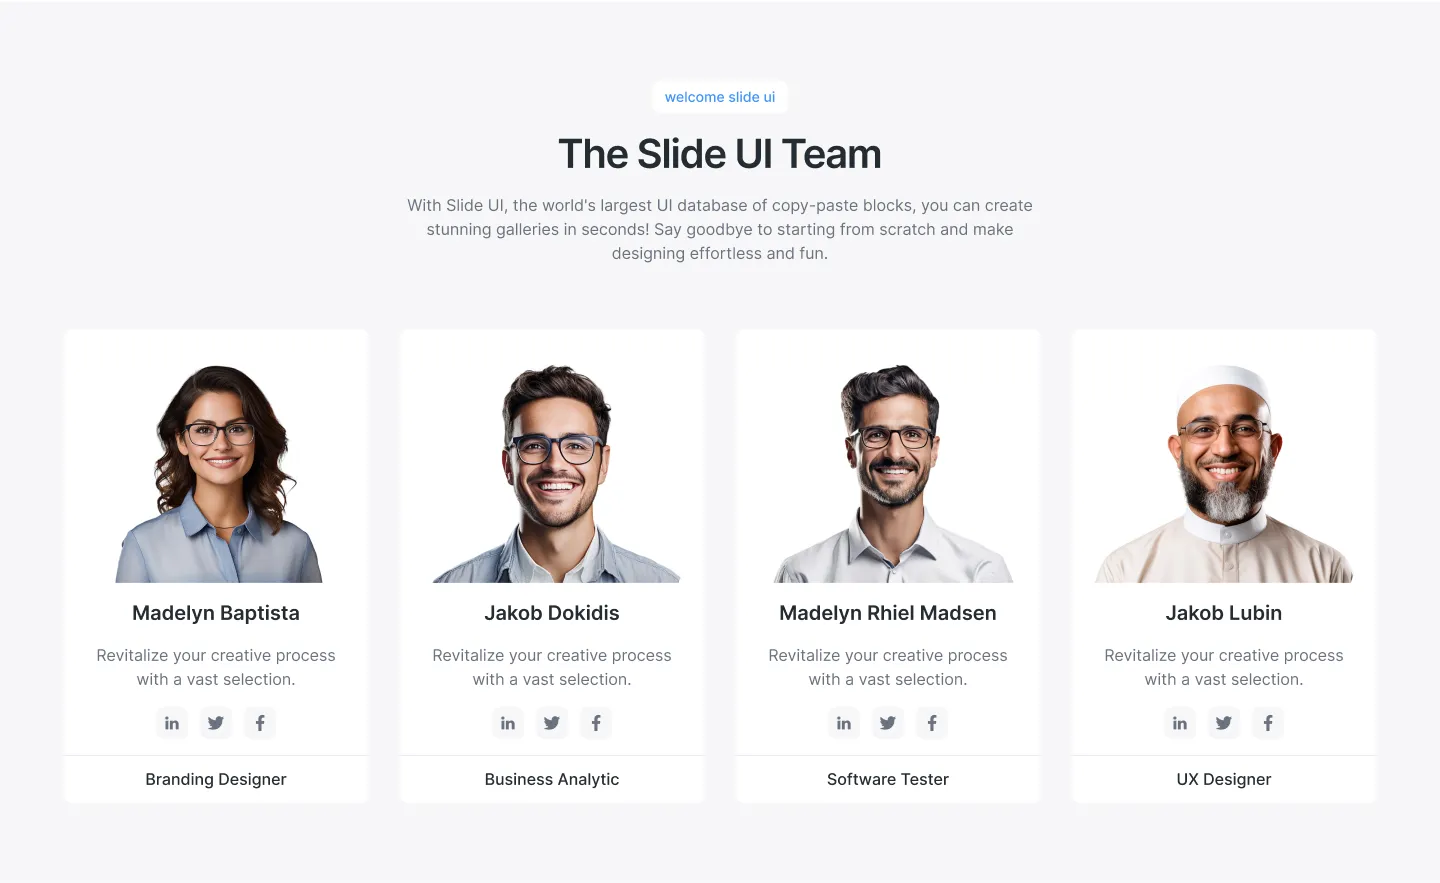 welcome slide ui
The Slide UI Team
With Slide UI, the world's largest UI database of copy-paste blocks, you can create
stunning galleries in seconds! Say goodbye to starting from scratch and make
designing effortless and fun.
Madelyn Baptista
Revitalize your creative process
with a vast selection.
in
f
Branding Designer
Jakob Dokidis
Revitalize your creative process
with a vast selection.
in
f
Business Analytic
Madelyn Rhiel Madsen
Revitalize your creative process
with a vast selection.
in
f
Software Tester
Jakob Lubin
Revitalize your creative process
with a vast selection.
in
f
UX Designer